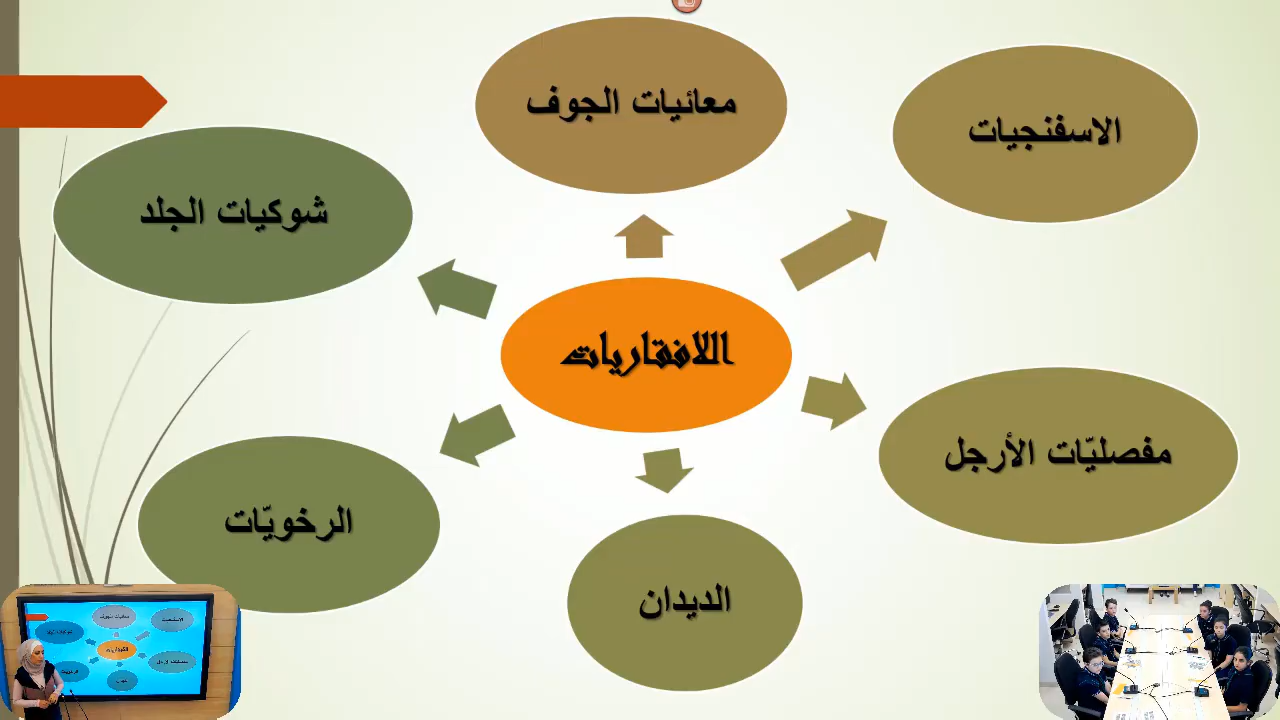 معائيات الجوف
الاسفنجيات
شوكيات الجلد
اللافقاريات
مفصليّات الأرجل
الرخويّات
الديدان